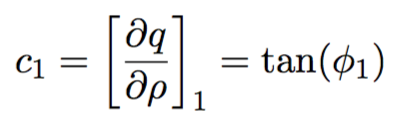 c₁ = [∂q/∂ρ]₁ = tan(ϕ₁)